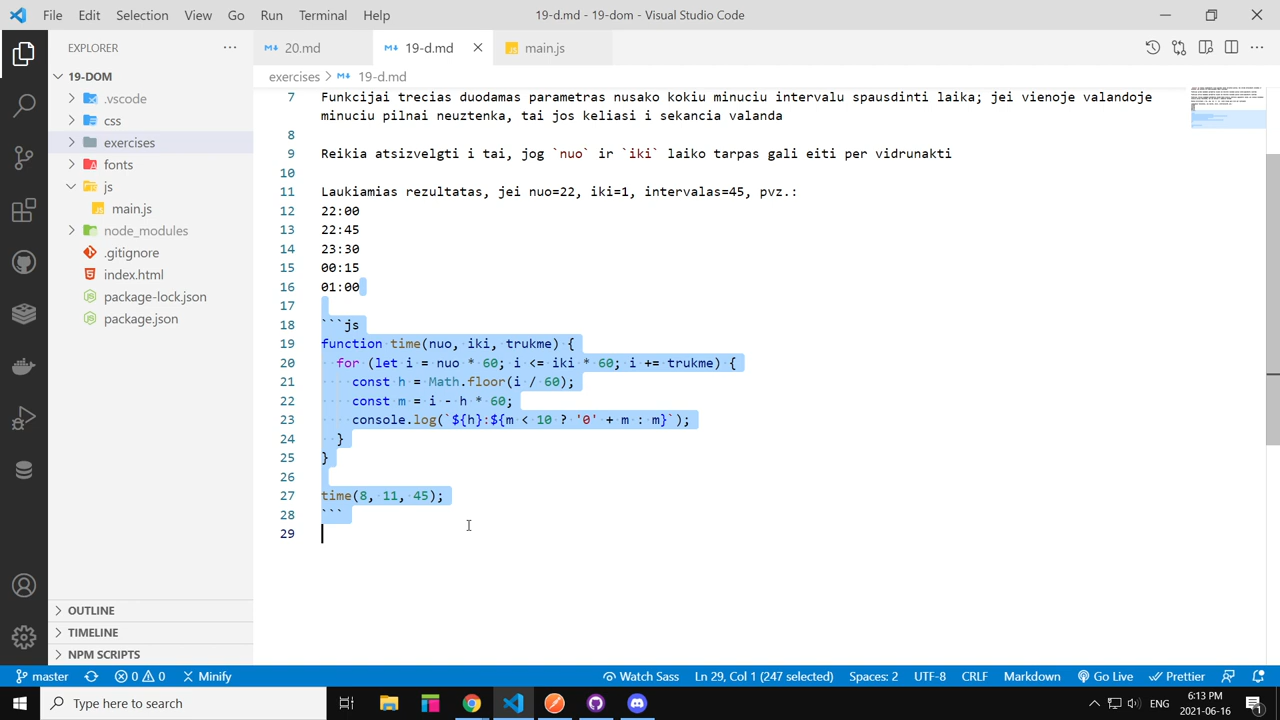 File Edit Selection View Go Run Terminal Help 19-d.md - 19-dom - Visual Studio Code
EXPLORER ...
20.md 19-d.md main.js
19-DOM
exercises > 19-d.md
.vscode
css
exercises
fonts
js
main.js
node_modules
.gitignore
index.html
package-lock.json
package.json
7 Funkcijai trecias duodamas parametras nusako kokiu minuciu intervalu spausdinti laika; jei vienoje valandoje
minuciu pilnai neuztenka, tai jos keliasi i sekancia valanda
8
9 Reikia atsizvelgti i tai, jog `nuo` ir `iki` laiko tarpas gali eiti per vidrunakti
10
11 Laukiamias rezultatas, jei nuo=22, iki=1, intervalas=45, pvz.:
12 22:00
13 22:45
14 23:30
15 00:15
16 01:00
17
18 ```js
19 function time(nuo, iki, trukme) {
20 for (let i = nuo * 60; i <= iki * 60; i += trukme) {
21 const h = Math.floor(i / 60);
22 const m = i - h * 60;
23 console.log(`${h}:${m < 10 ? '0' + m : m}`);
24 }
25 }
26
27 time(8, 11, 45);
28 ```
29
OUTLINE
TIMELINE
NPM SCRIPTS
master 0 0 Minify Watch Sass Ln 29, Col 1 (247 selected) Spaces: 2 UTF-8 CRLF Markdown Go Live Prettier
Type here to search ENG 6:13 PM
2021-06-16